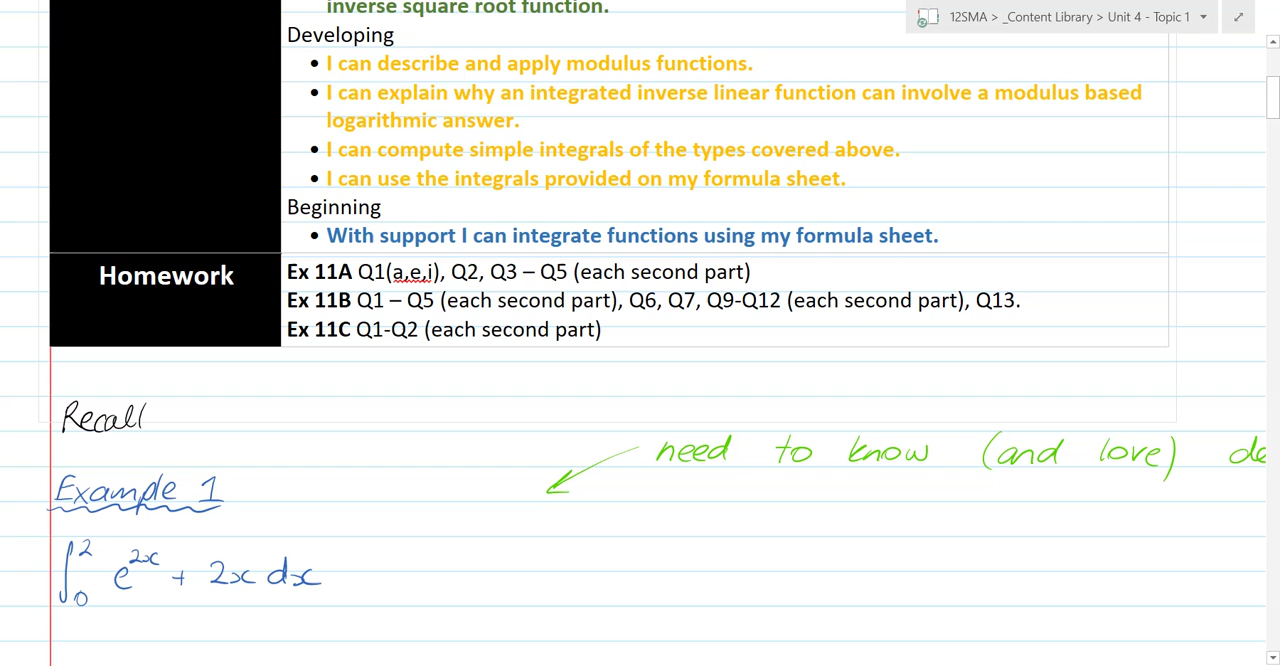 inverse square root function.
12SMA > _Content Library > Unit 4 - Topic 1
Developing
• I can describe and apply modulus functions.
• I can explain why an integrated inverse linear function can involve a modulus based
logarithmic answer.
• I can compute simple integrals of the types covered above.
• I can use the integrals provided on my formula sheet.
Beginning
• With support I can integrate functions using my formula sheet.
Homework
Ex 11A Q1(a,e,i), Q2, Q3 – Q5 (each second part)
Ex 11B Q1 – Q5 (each second part), Q6, Q7, Q9-Q12 (each second part), Q13.
Ex 11C Q1-Q2 (each second part)
Recall
need to know (and love) de
Example 1
∫₀² e²ˣ + 2x dx